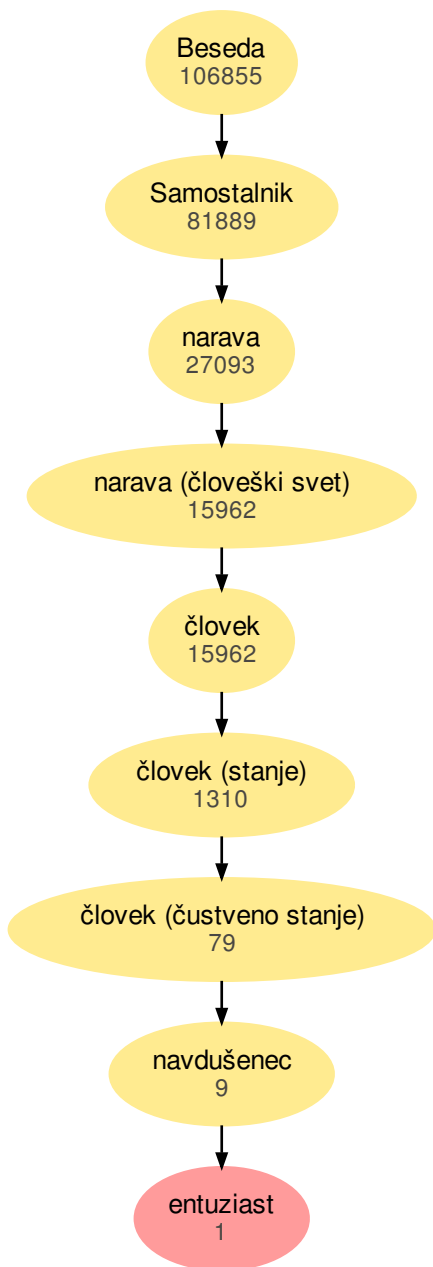 Beseda
106855
Samostalnik
81889
narava
27093
narava (človeški svet)
15962
človek
15962
človek (stanje)
1310
človek (čustveno stanje)
79
navdušenec
9
entuziast
1